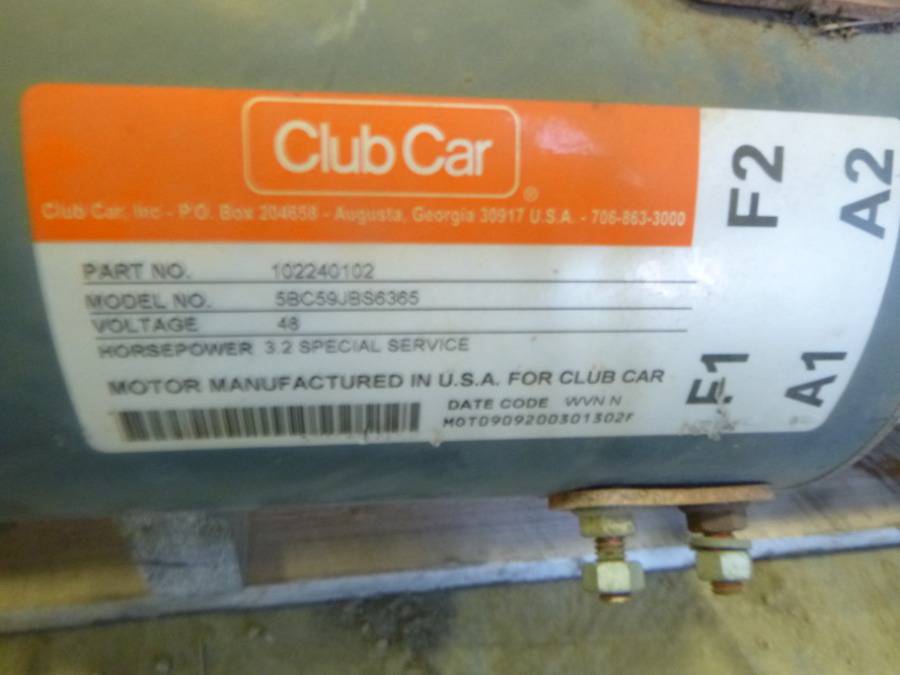 Club Car
®
Club Car, Inc - P.O. Box 204658 - Augusta, Georgia 30917 U.S.A. - 706-863-3000
PART NO. 102240102
MODEL NO. 5BC59JBS6365
VOLTAGE 48
HORSEPOWER 3.2 SPECIAL SERVICE
MOTOR MANUFACTURED IN U.S.A. FOR CLUB CAR
DATE CODE WVN N
MOT0909200301302F
F2
A2
F1
A1